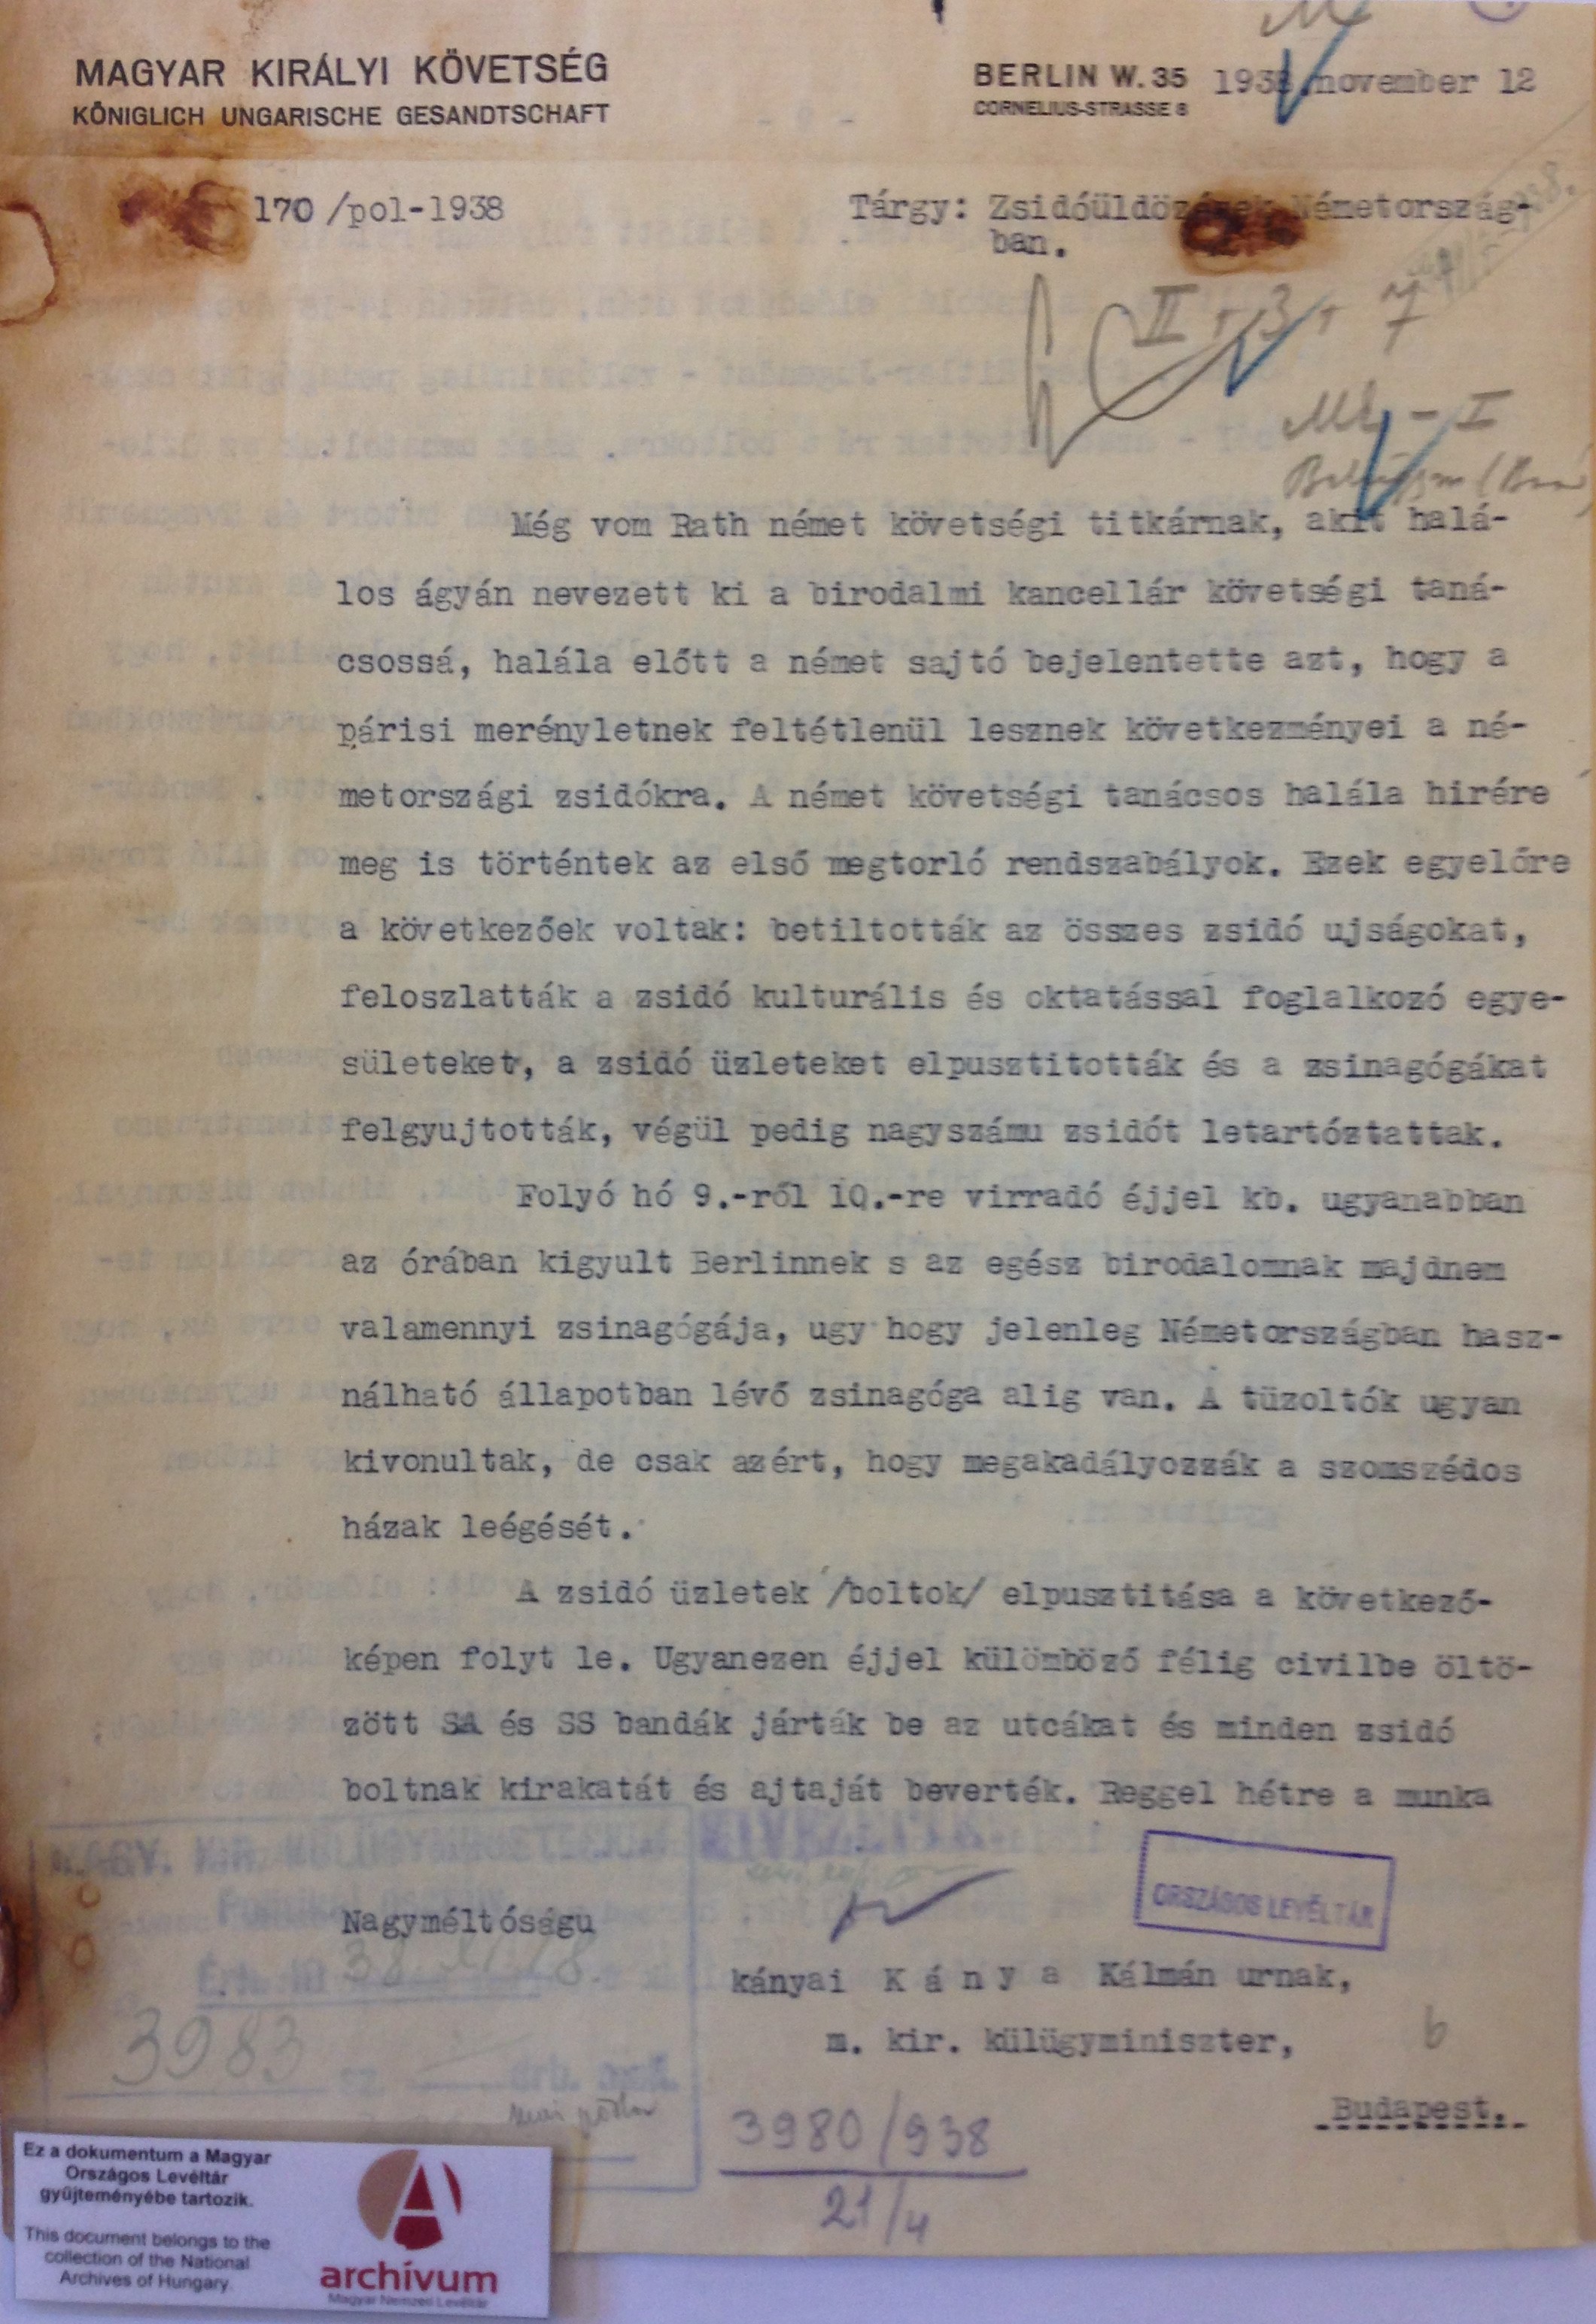 MAGYAR KIRÁLYI KÖVETSÉG
KÖNIGLICH UNGARISCHE GESANDTSCHAFT
BERLIN W. 35 1938 november 12
CORNELIUS-STRASSE 8
170 /pol-1938
Tárgy: Zsidóüldözések Németország-
ban.
II + 3 + 7
– I
Még vom Rath német követségi titkárnak, akit halá-
los ágyán nevezett ki a birodalmi kancellár követségi taná-
csossá, halála előtt a német sajtó bejelentette azt, hogy a
párisi merényletnek feltétlenül lesznek következményei a né-
metországi zsidókra. A német követségi tanácsos halála hirére
meg is történtek az első megtorló rendszabályok. Ezek egyelőre
a következőek voltak: betiltották az összes zsidó ujságokat,
feloszlatták a zsidó kulturális és oktatással foglalkozó egye-
sületeket, a zsidó üzleteket elpusztitották és a zsinagógákat
felgyujtották, végül pedig nagyszámu zsidót letartóztattak.
Folyó hó 9.-ről 10.-re virradó éjjel kb. ugyanabban
az órában kigyult Berlinnek s az egész birodalomnak majdnem
valamennyi zsinagógája, ugy hogy jelenleg Németországban hasz-
nálható állapotban lévő zsinagóga alig van. A tüzoltók ugyan
kivonultak, de csak azért, hogy megakadályozzák a szomszédos
házak leégését.
A zsidó üzletek /boltok/ elpusztitása a következő-
képen folyt le. Ugyanezen éjjel külömböző félig civilbe öltö-
zött SA és SS bandák járták be az utcákat és minden zsidó
boltnak kirakatát és ajtaját beverték. Reggel hétre a munka
ORSZÁGOS LEVÉLTÁR
Nagyméltóságu
kányai K á n y a Kálmán urnak,
m. kir. külügyminiszter,
Budapest.
b
3983
3980/938
21/4
Ez a dokumentum a Magyar
Országos Levéltár
gyűjteményébe tartozik.
This document belongs to the
collection of the National
Archives of Hungary.
archívum
Magyar Nemzeti Levéltár